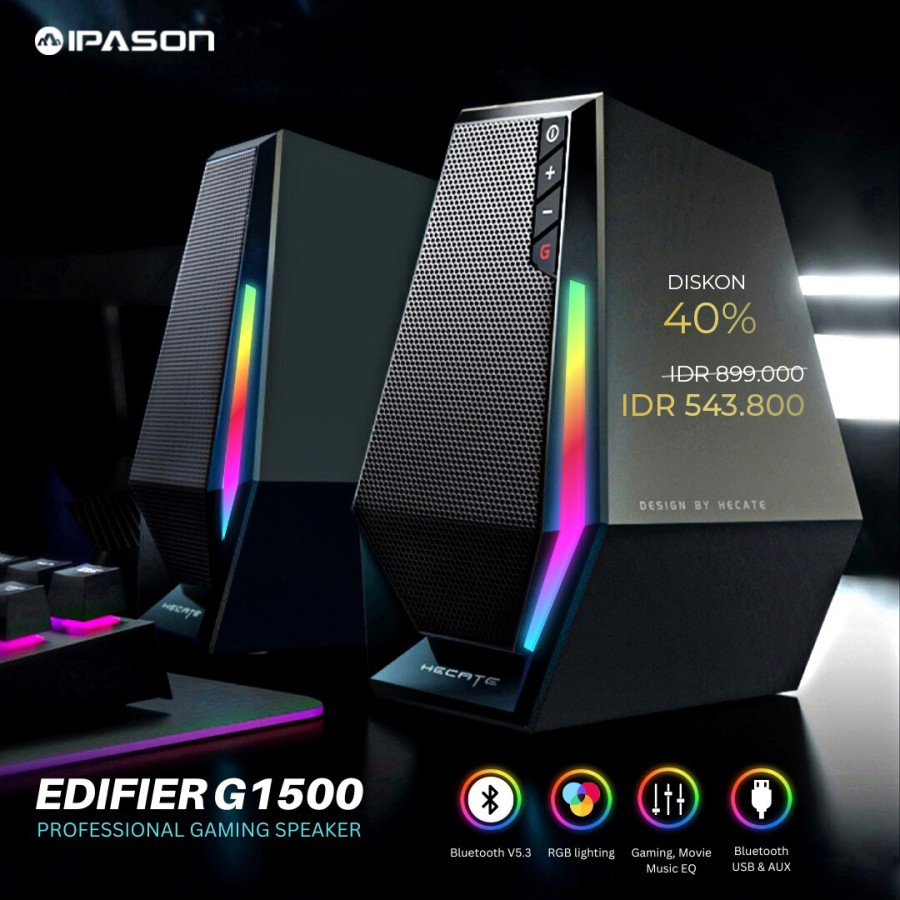 IPASON
G
DISKON
40%
IDR 899.000
IDR 543.800
DESIGN BY HECATE
HECATE
HECATE
EDIFIER G1500
PROFESSIONAL GAMING SPEAKER
Bluetooth V5.3
RGB lighting
Gaming, Movie
Music EQ
Bluetooth
USB & AUX